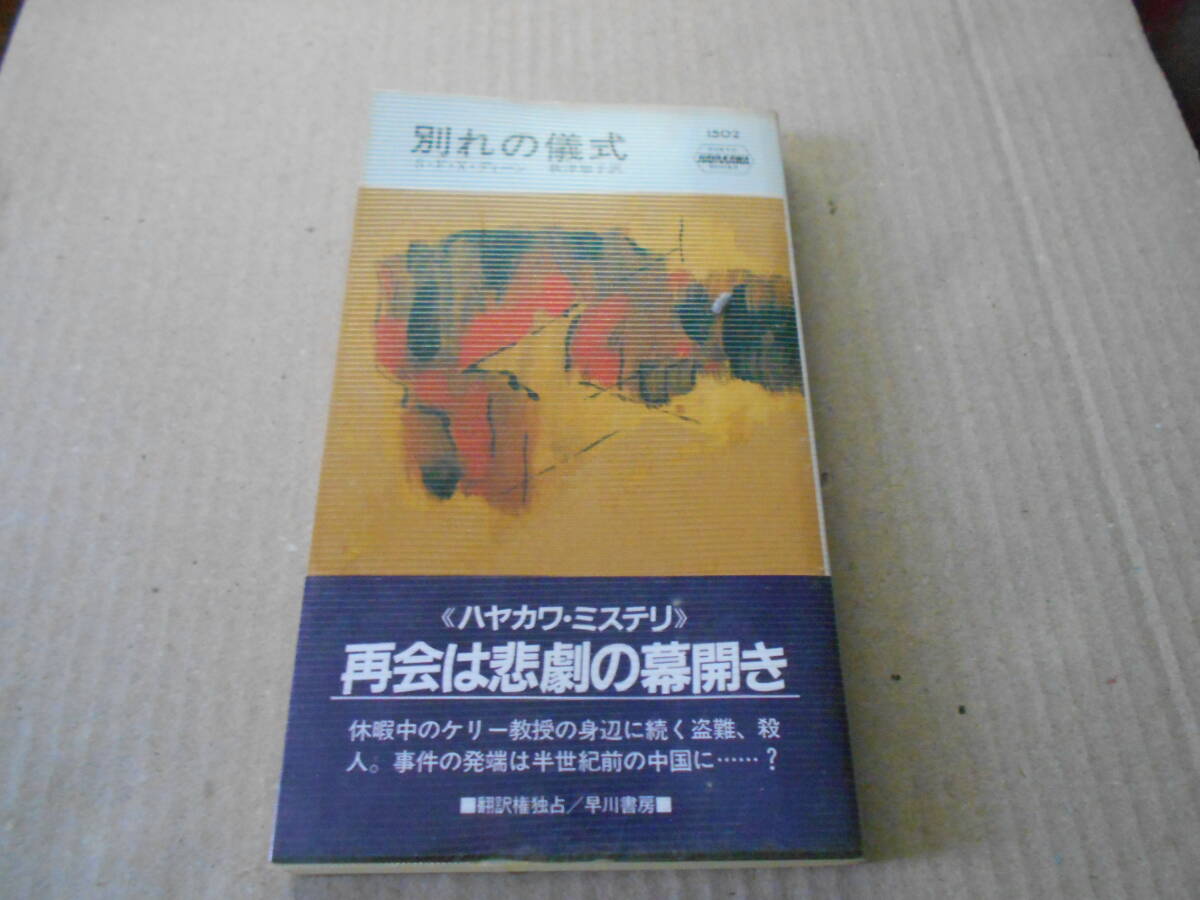 別れの儀式
1502
《ハヤカワ・ミステリ》
再会は悲劇の幕開き
休暇中のケリー教授の身辺に続く盗難、殺
人。事件の発端は半世紀前の中国に……？
■翻訳権独占／早川書房■